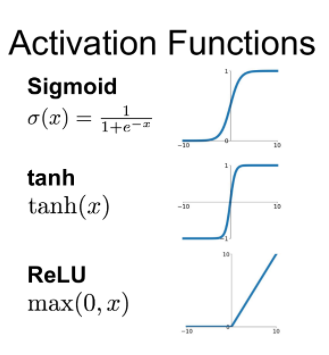 Activation Functions
Sigmoid
σ(x) = 1/(1+e^{-x})
1
-10
0
10
tanh
tanh(x)
1
-10
10
-1
ReLU
max(0, x)
10
-10
0
10